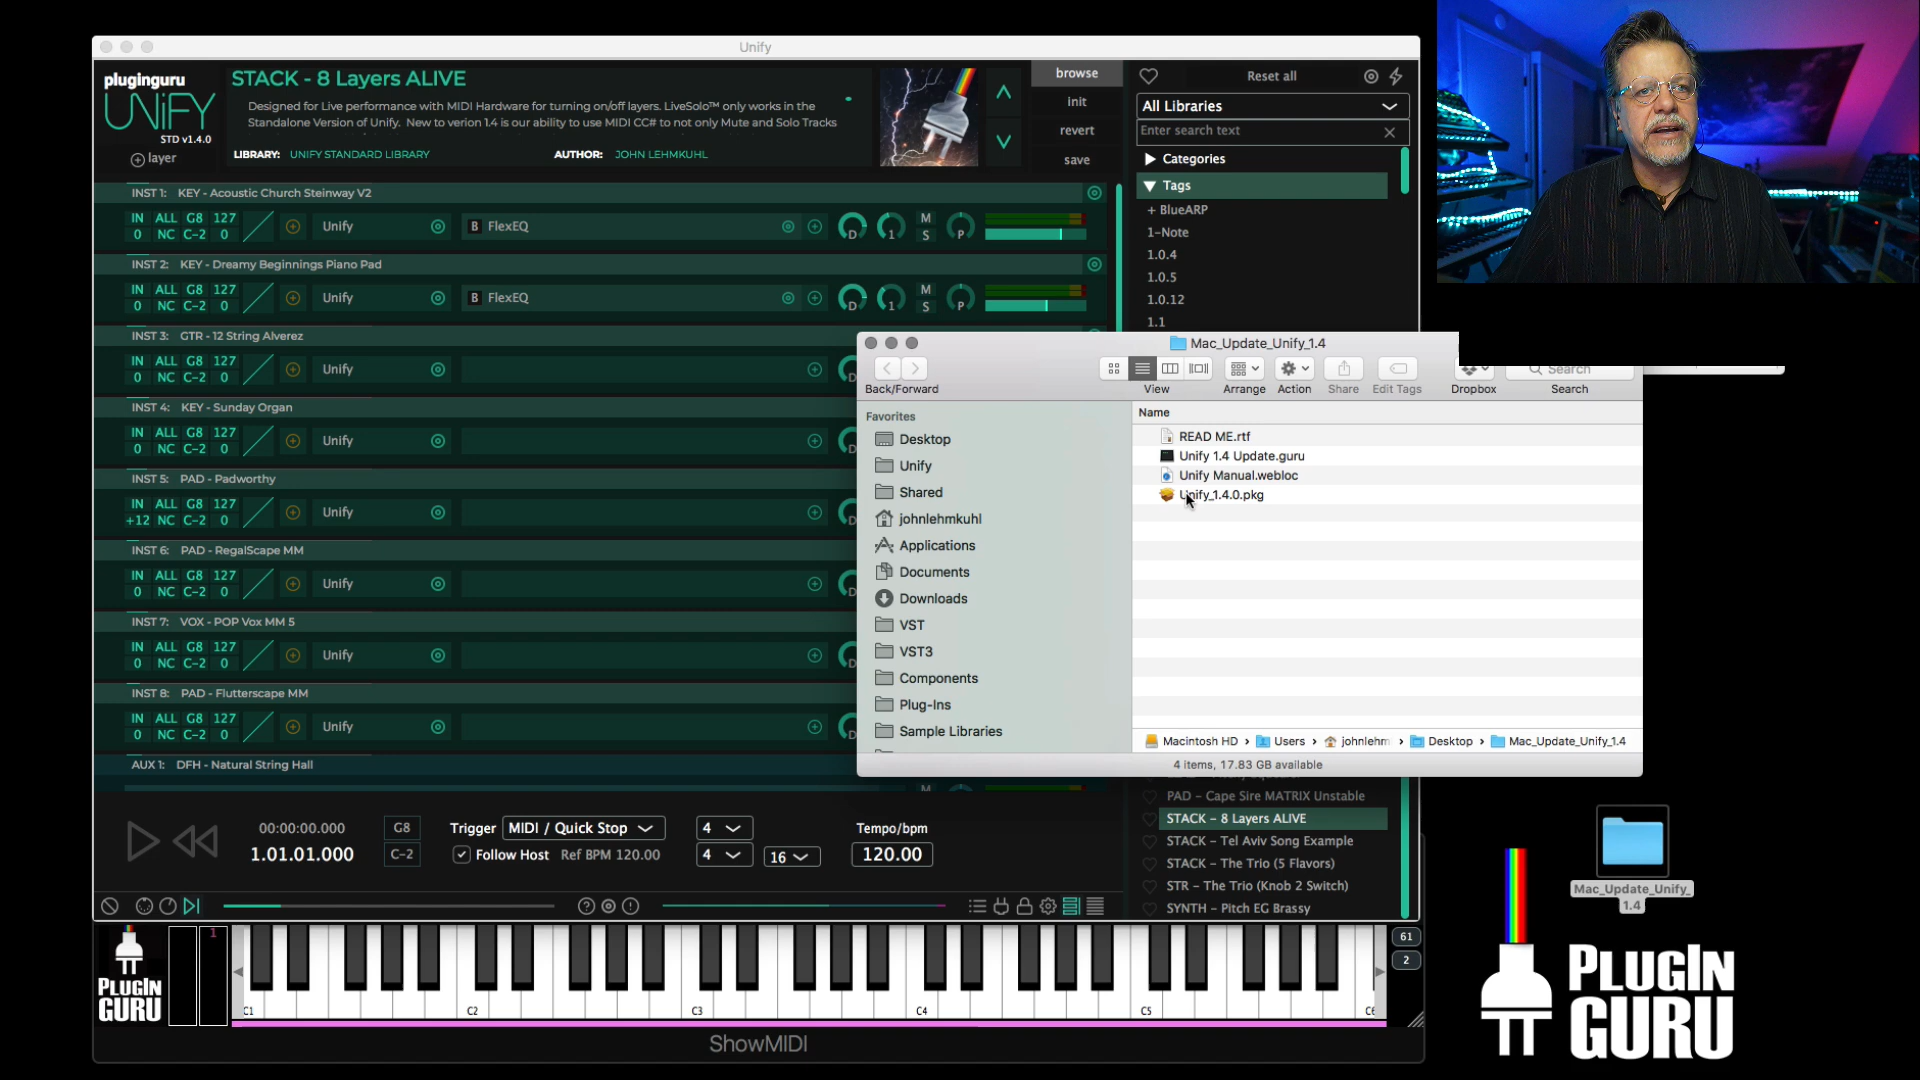 Unify
pluginguru
UNiFY
STD v1.4.0
layer
STACK - 8 Layers ALIVE
Designed for Live performance with MIDI Hardware for turning on/off layers. LiveSolo™ only works in the
Standalone Version of Unify. New to verion 1.4 is our ability to use MIDI CC# to not only Mute and Solo Tracks
LIBRARY: UNIFY STANDARD LIBRARY AUTHOR: JOHN LEHMKUHL
browse
init
revert
save
Reset all
All Libraries
Enter search text
Categories
Tags
+ BlueARP
1-Note
1.0.4
1.0.5
1.0.12
1.1
INST 1: KEY - Acoustic Church Steinway V2
IN ALL G8 127
0 NC C-2 0
Unify
B FlexEQ
D
1
M
S
P
INST 2: KEY - Dreamy Beginnings Piano Pad
IN ALL G8 127
0 NC C-2 0
Unify
B FlexEQ
D
1
M
S
P
INST 3: GTR - 12 String Alverez
IN ALL G8 127
0 NC C-2 0
Unify
D
INST 4: KEY - Sunday Organ
IN ALL G8 127
0 NC C-2 0
Unify
D
INST 5: PAD - Padworthy
IN ALL G8 127
+12 NC C-2 0
Unify
D
INST 6: PAD - RegalScape MM
IN ALL G8 127
0 NC C-2 0
Unify
D
INST 7: VOX - POP Vox MM 5
IN ALL G8 127
0 NC C-2 0
Unify
D
INST 8: PAD - Flutterscape MM
IN ALL G8 127
0 NC C-2 0
Unify
D
AUX 1: DFH - Natural String Hall
M
Mac_Update_Unify_1.4
Search
Back/Forward View Arrange Action Share Edit Tags Dropbox Search
Favorites
Desktop
Unify
Shared
johnlehmkuhl
Applications
Documents
Downloads
VST
VST3
Components
Plug-Ins
Sample Libraries
Name
READ ME.rtf
Unify 1.4 Update.guru
Unify Manual.webloc
Unify_1.4.0.pkg
Macintosh HD › Users › johnlehm › Desktop › Mac_Update_Unify_1.4
4 items, 17.83 GB available
PAD - Cape Sire MATRIX Unstable
STACK - 8 Layers ALIVE
STACK - Tel Aviv Song Example
STACK - The Trio (5 Flavors)
STR - The Trio (Knob 2 Switch)
SYNTH - Pitch EG Brassy
00:00:00.000
1.01.01.000
G8
C-2
Trigger MIDI / Quick Stop
Follow Host Ref BPM 120.00
4
4
16
Tempo/bpm
120.00
1
PLUGIN
GURU
C1 C2 C3 C4 C5 C6
61
2
ShowMIDI
Mac_Update_Unify_
1.4
PLUGIN
GURU